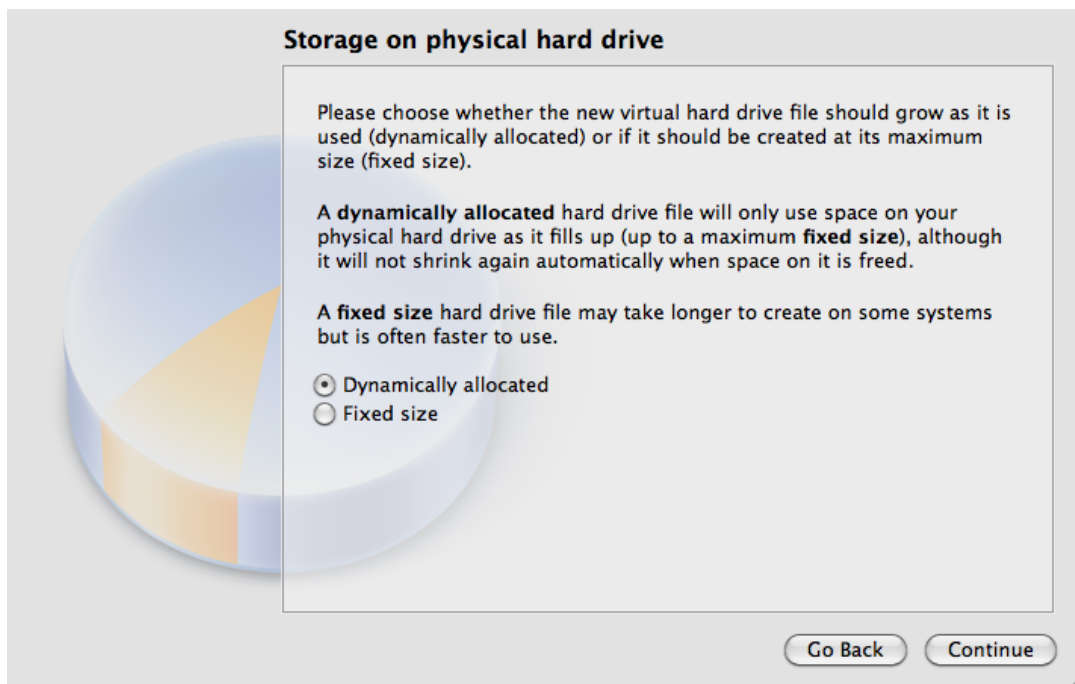 Storage on physical hard drive
Please choose whether the new virtual hard drive file should grow as it is
used (dynamically allocated) or if it should be created at its maximum
size (fixed size).
A dynamically allocated hard drive file will only use space on your
physical hard drive as it fills up (up to a maximum fixed size), although
it will not shrink again automatically when space on it is freed.
A fixed size hard drive file may take longer to create on some systems
but is often faster to use.
Dynamically allocated
Fixed size
Go Back
Continue